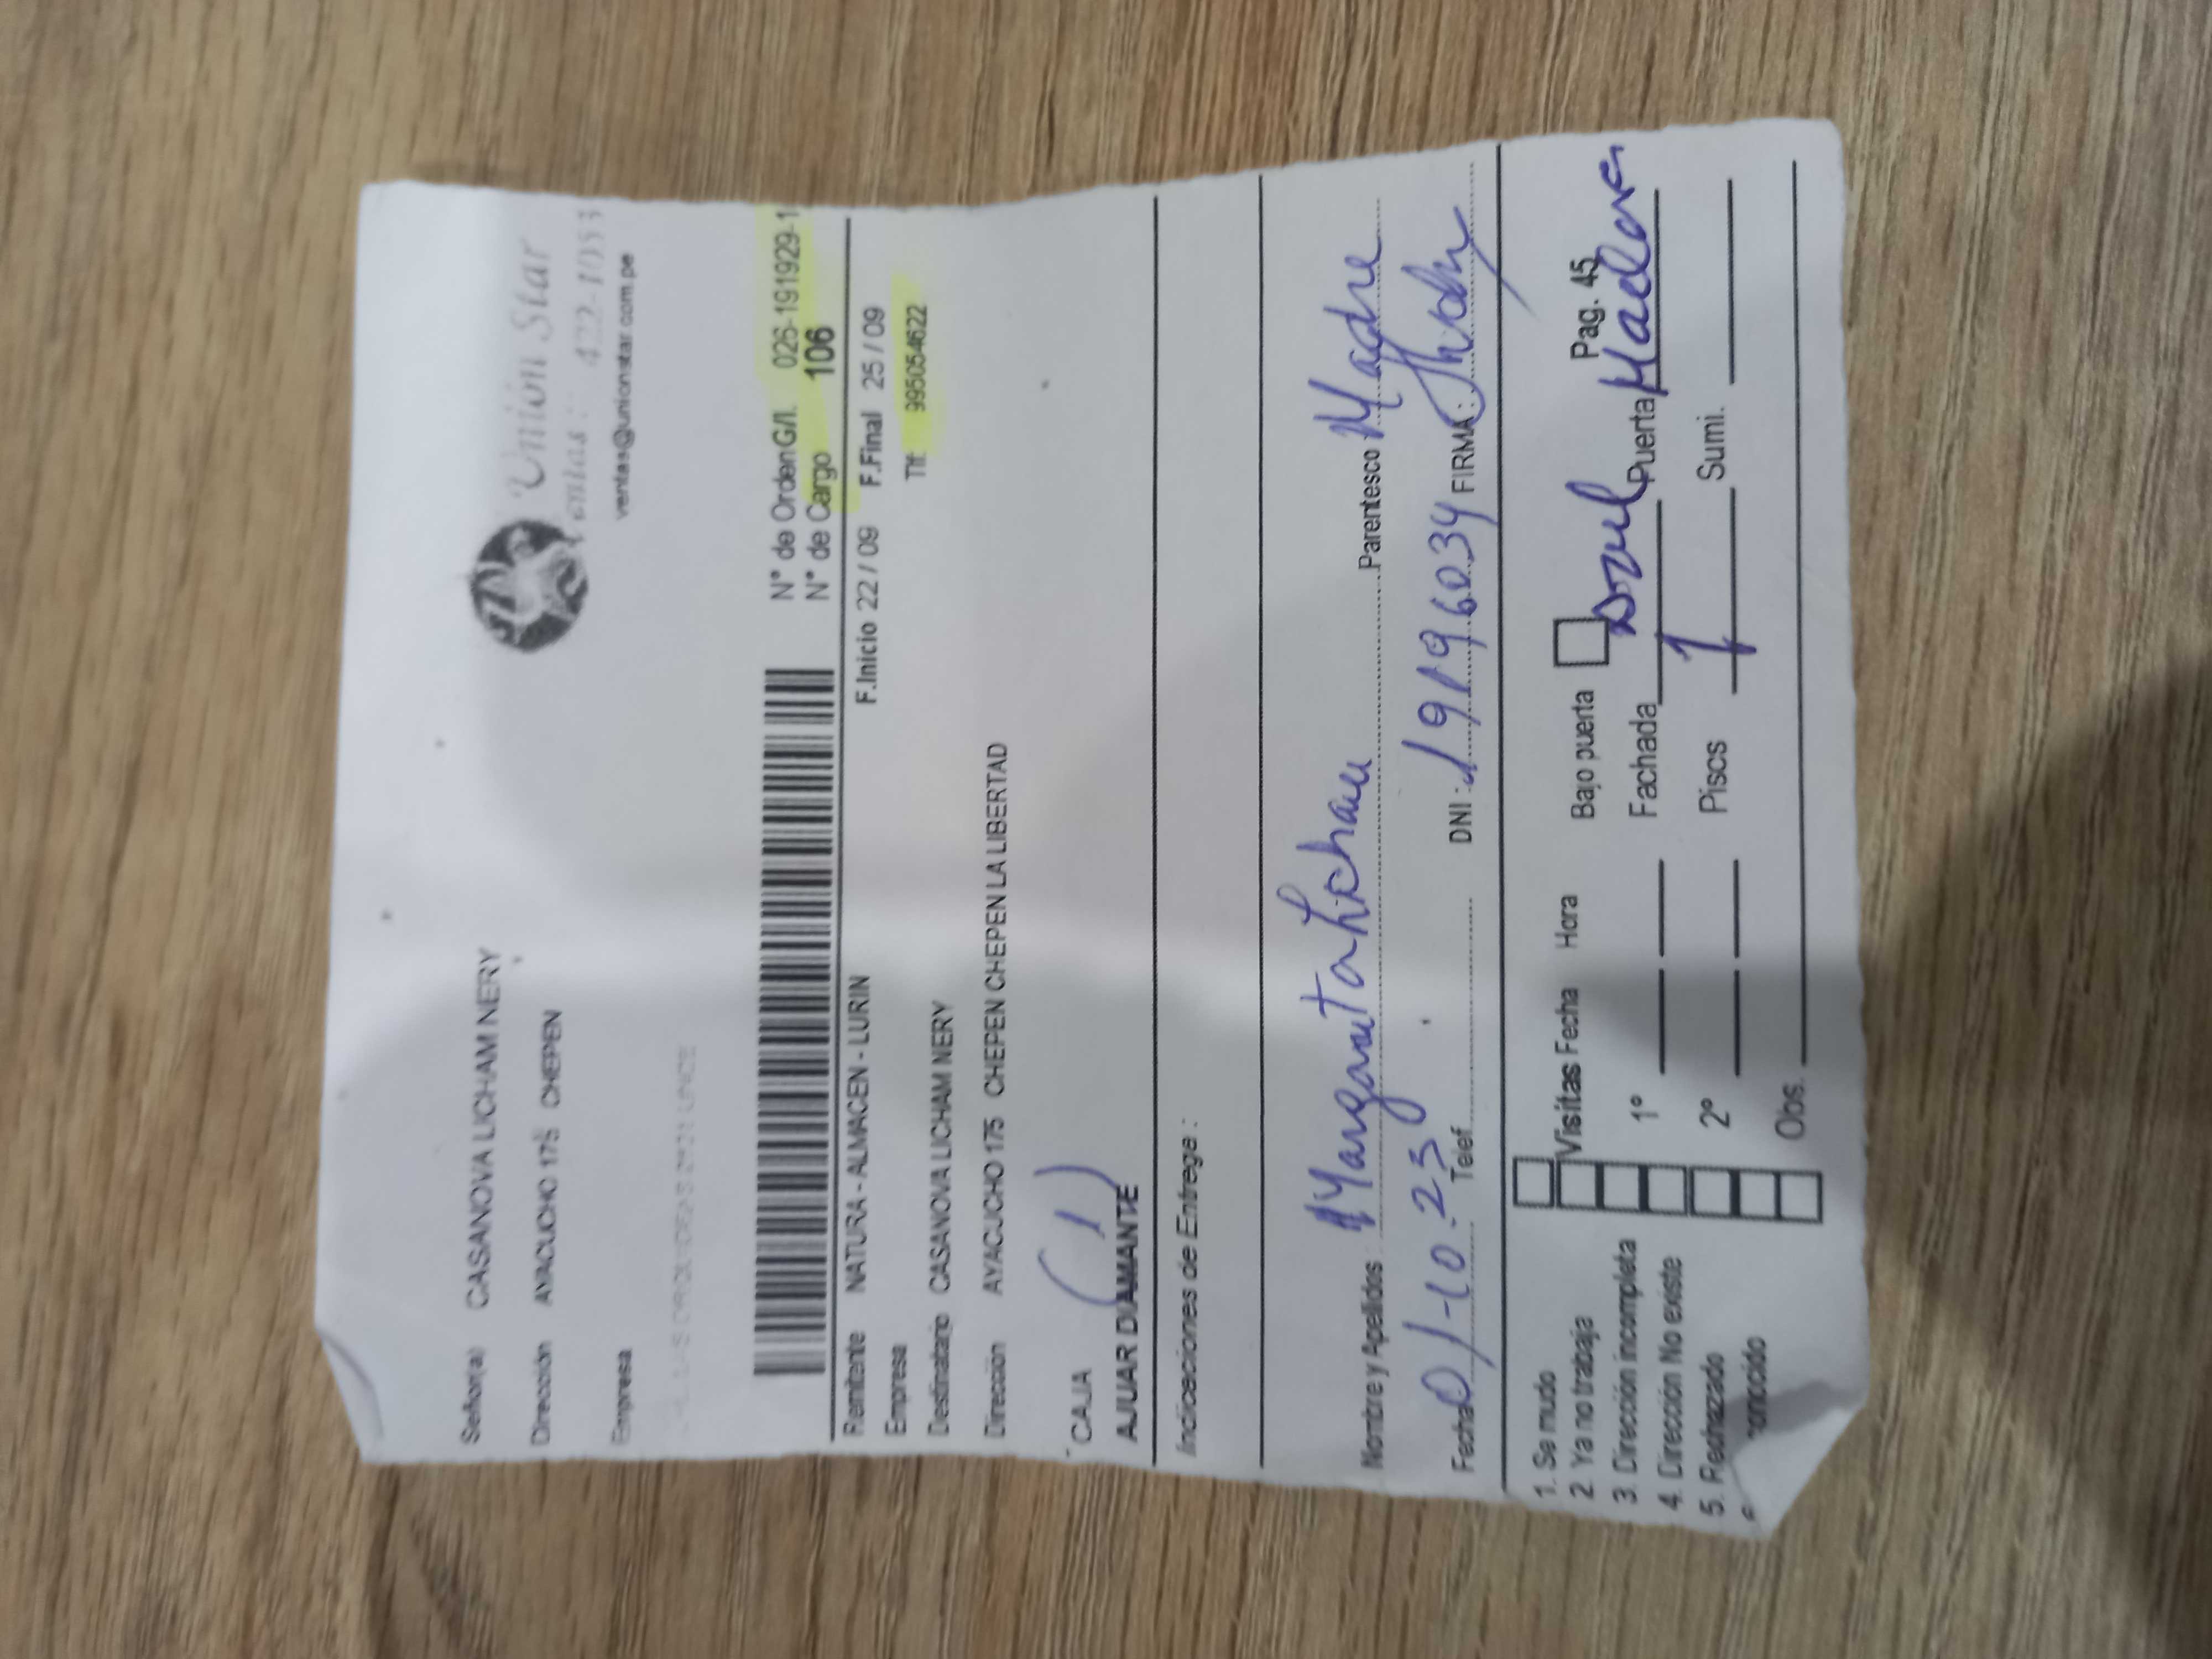 Unión Star
Ventas : 422-1053
ventas@unionstar.com.pe
Señor(a) CASANOVA LICHAM NERY
Dirección AYACUCHO 175 CHEPEN
Empresa
N° de OrdenG/I. 026-191929-1
N° de Cargo 106
Remitente NATURA - ALMACEN - LURIN F.Inicio 22 / 09 F.Final 25 / 09
Empresa Tlf. 995054622
Destinatario CASANOVA LICHAM NERY
Dirección AYACUCHO 175 CHEPEN CHEPEN LA LIBERTAD
CAJA (1)
AJUAR DIAMANTE
Indicaciones de Entrega :
Nombre y Apellidos : Margarita Lichau Parentesco Madre
Fecha 01-10-23 Telef. DNI : 19196034 FIRMA :
1. Se mudo Pag. 45
2. Ya no trabaja Visitas Fecha Hora Bajo puerta
3. Dirección incompleta 1° Fachada Azul Puerta Madera
4. Dirección No existe
5. Rechazado 2° Piscs 1 Sumi.
Obs.